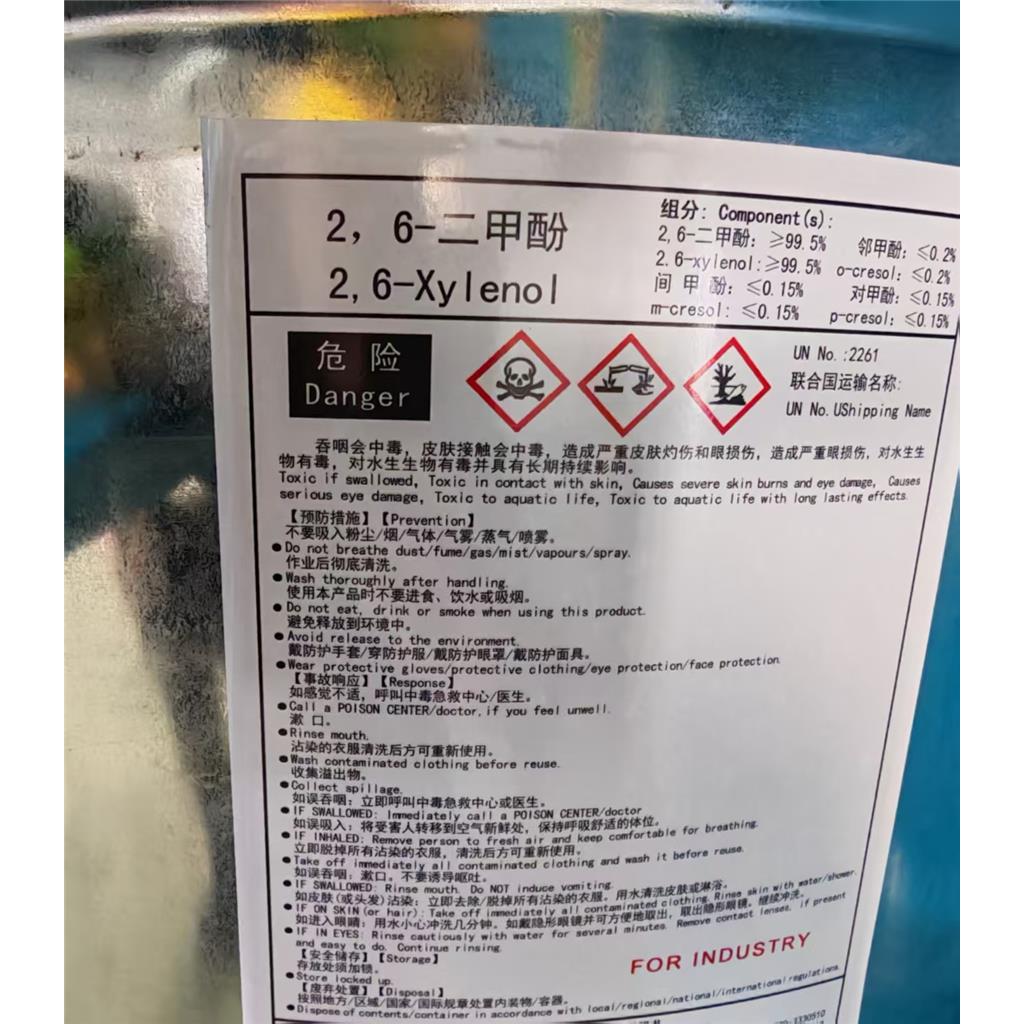 2, 6-二甲酚
2,6-Xylenol
组分: Component(s):
2,6-二甲酚: ≥99.5% 邻甲酚: ≤0.2%
2.6-xylenol:≥99.5% o-cresol: ≤0.2%
间 甲 酚: ≤0.15% 对甲酚: ≤0.15%
m-cresol: ≤0.15% p-cresol: ≤0.15%
危 险
Danger
UN No.:2261
联合国运输名称:
UN No.UShipping Name
吞咽会中毒, 皮肤接触会中毒, 造成严重皮肤灼伤和眼损伤, 造成严重眼损伤, 对水生生
物有毒, 对水生生物有毒并具有长期持续影响。
Toxic if swallowed, Toxic in contact with skin, Causes severe skin burns and eye damage, Causes
serious eye damage, Toxic to aquatic life, Toxic to aquatic life with long lasting effects.
【预防措施】【Prevention】
不要吸入粉尘/烟/气体/气雾/蒸气/喷雾。
●Do not breathe dust/fume/gas/mist/vapours/spray.
作业后彻底清洗。
●Wash thoroughly after handling.
使用本产品时不要进食、饮水或吸烟。
●Do not eat, drink or smoke when using this product.
避免释放到环境中。
●Avoid release to the environment.
戴防护手套/穿防护服/戴防护眼罩/戴防护面具。
●Wear protective gloves/protective clothing/eye protection/face protection.
【事故响应】【Response】
如感觉不适, 呼叫中毒急救中心/医生。
●Call a POISON CENTER/doctor,if you feel unwell.
漱 口。
●Rinse mouth.
沾染的衣服清洗后方可重新使用。
●Wash contaminated clothing before reuse.
收集溢出物。
●Collect spillage.
如误吞咽: 立即呼叫中毒急救中心或医生。
●IF SWALLOWED: Immediately call a POISON CENTER/doctor
如误吸入: 将受害人转移到空气新鲜处, 保持呼吸舒适的体位。
●IF INHALED: Remove person to fresh air and keep comfortable for breathing.
立即脱掉所有沾染的衣服, 清洗后方可重新使用。
●Take off immediately all contaminated clothing and wash it before reuse.
如误吞咽: 漱口。不要诱导呕吐。
●IF SWALLOWED: Rinse mouth. Do NOT induce vomiting.
如皮肤(或头发)沾染: 立即去除/脱掉所有沾染的衣服。用水清洗皮肤或淋浴。
●IF ON SKIN(or hair): Take off immediately all contaminated clothing. Rinse skin with water/shower.
如进入眼睛: 用水小心冲洗几分钟。如戴隐形眼镜并可方便地取出, 取出隐形眼镜。继续冲洗。
●IF IN EYES: Rinse cautiously with water for several minutes. Remove contact lenses, if present
and easy to do. Continue rinsing.
【安全储存】【Storage】
存放处须加锁。
●Store locked up.
FOR INDUSTRY
【废弃处置】【Disposal】
按照地方/区域/国家/国际规章处置内装物/容器。
●Dispose of contents/container in accordance with local/regional/national/international regulations.